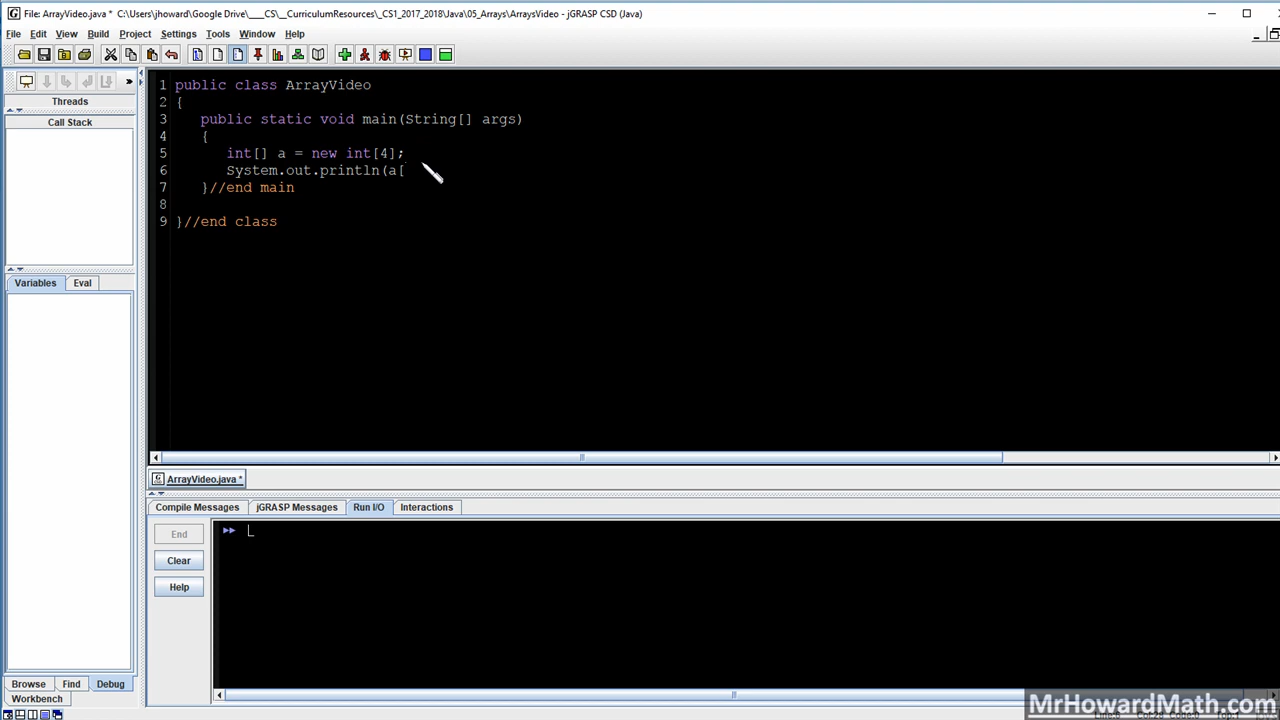 File: ArrayVideo.java * C:\Users\jhoward\Google Drive\____CS\__CurriculumResources\_CS1_2017_2018\Java\05_Arrays\ArraysVideo - jGRASP CSD (Java)
File Edit View Build Project Settings Tools Window Help
Threads
Call Stack
Variables Eval
Browse Find Debug
Workbench
1 public class ArrayVideo
2 {
3 public static void main(String[] args)
4 {
5 int[] a = new int[4];
6 System.out.println(a[
7 }//end main
8
9 }//end class
ArrayVideo.java *
Compile Messages jGRASP Messages Run I/O Interactions
End
Clear
Help
MrHowardMath.com